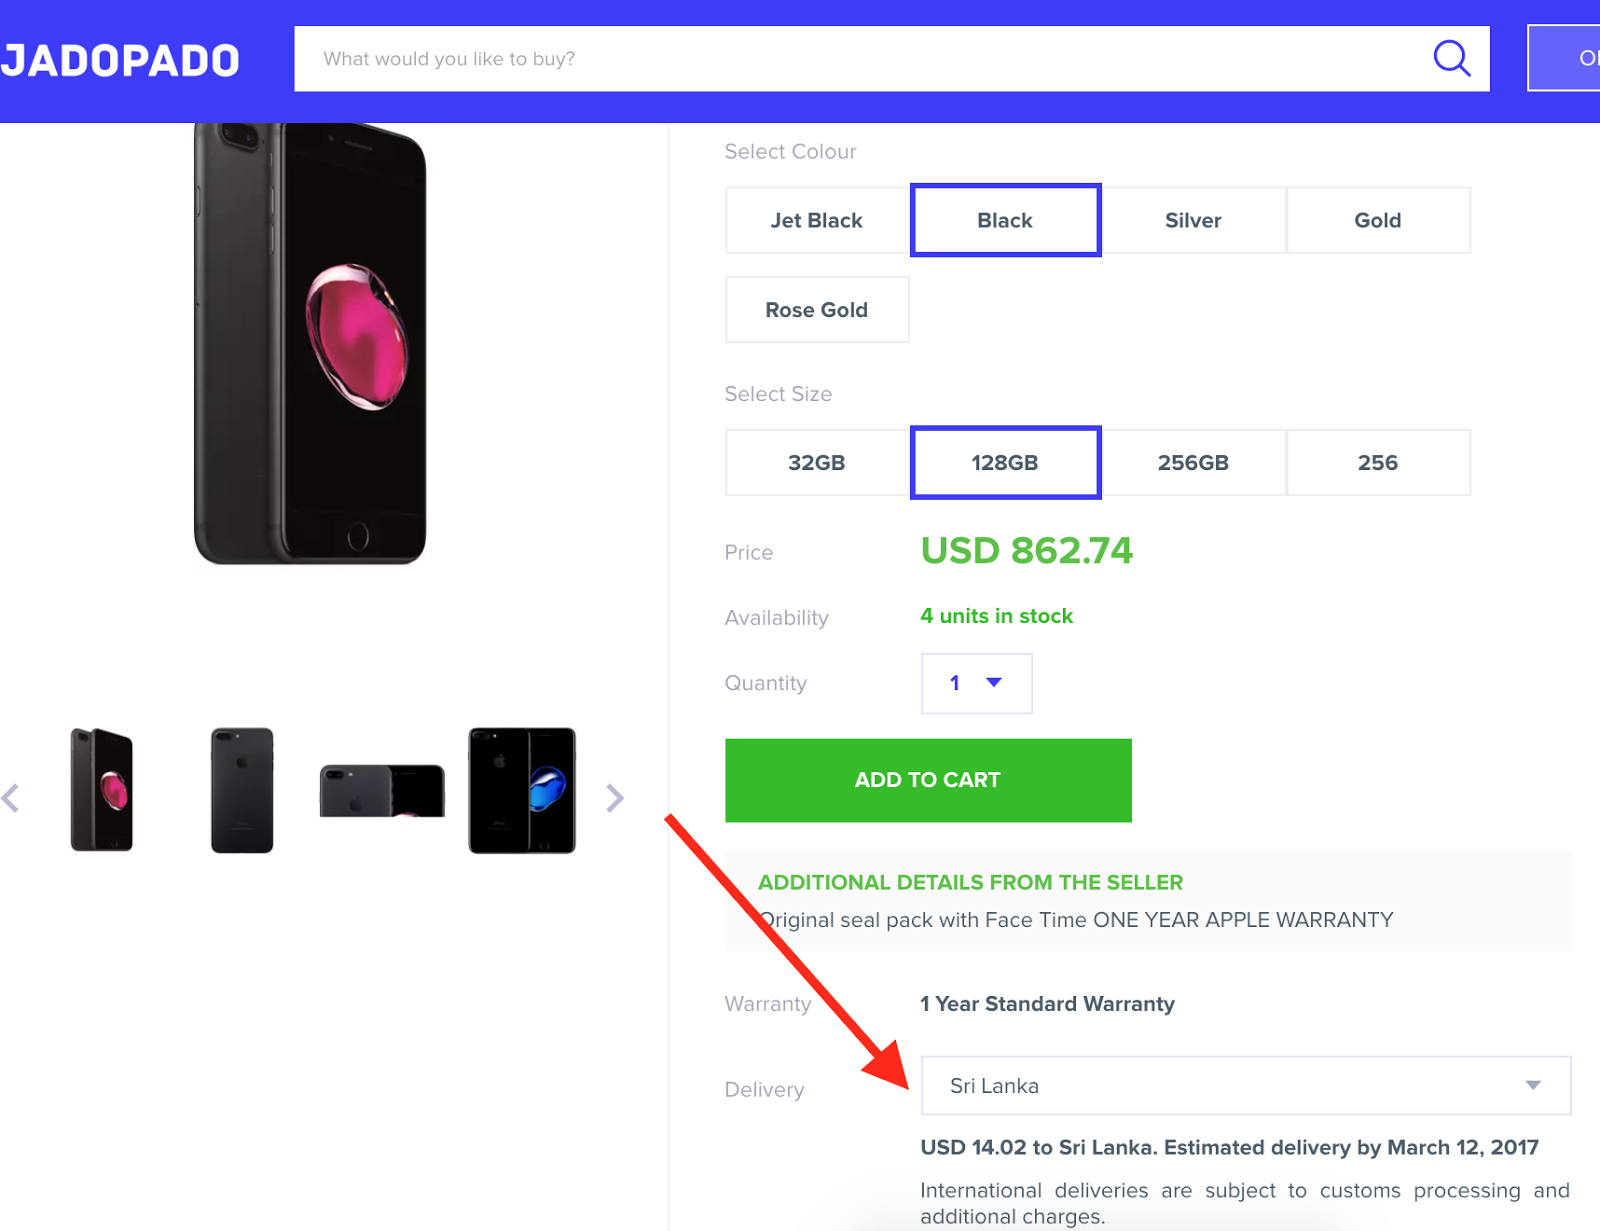 JADOPADO
What would you like to buy?
Select Colour
Jet Black
Black
Silver
Gold
Rose Gold
Select Size
32GB
128GB
256GB
256
Price
USD 862.74
Availability
4 units in stock
Quantity
1
ADD TO CART
ADDITIONAL DETAILS FROM THE SELLER
Original seal pack with Face Time ONE YEAR APPLE WARRANTY
Warranty
1 Year Standard Warranty
Delivery
Sri Lanka
USD 14.02 to Sri Lanka. Estimated delivery by March 12, 2017
International deliveries are subject to customs processing and
additional charges.